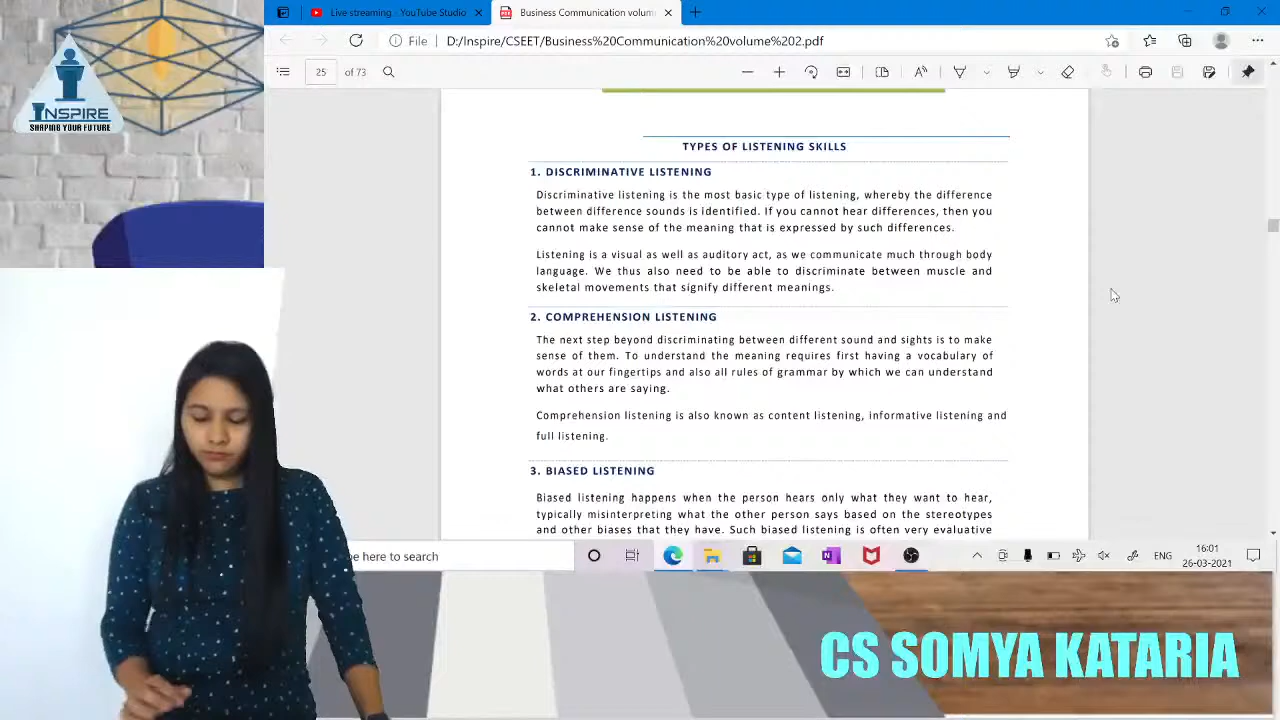 Live streaming - YouTube Studio
Business Communication volum
File
D:/Inspire/CSEET/Business%20Communication%20volume%202.pdf
25 of 73
INSPIRE
SHAPING YOUR FUTURE
TYPES OF LISTENING SKILLS
1. DISCRIMINATIVE LISTENING
Discriminative listening is the most basic type of listening, whereby the difference
between difference sounds is identified. If you cannot hear differences, then you
cannot make sense of the meaning that is expressed by such differences.
Listening is a visual as well as auditory act, as we communicate much through body
language. We thus also need to be able to discriminate between muscle and
skeletal movements that signify different meanings.
2. COMPREHENSION LISTENING
The next step beyond discriminating between different sound and sights is to make
sense of them. To understand the meaning requires first having a vocabulary of
words at our fingertips and also all rules of grammar by which we can understand
what others are saying.
Comprehension listening is also known as content listening, informative listening and
full listening.
3. BIASED LISTENING
Biased listening happens when the person hears only what they want to hear,
typically misinterpreting what the other person says based on the stereotypes
and other biases that they have. Such biased listening is often very evaluative
pe here to search
ENG
16:01
26-03-2021
CS SOMYA KATARIA